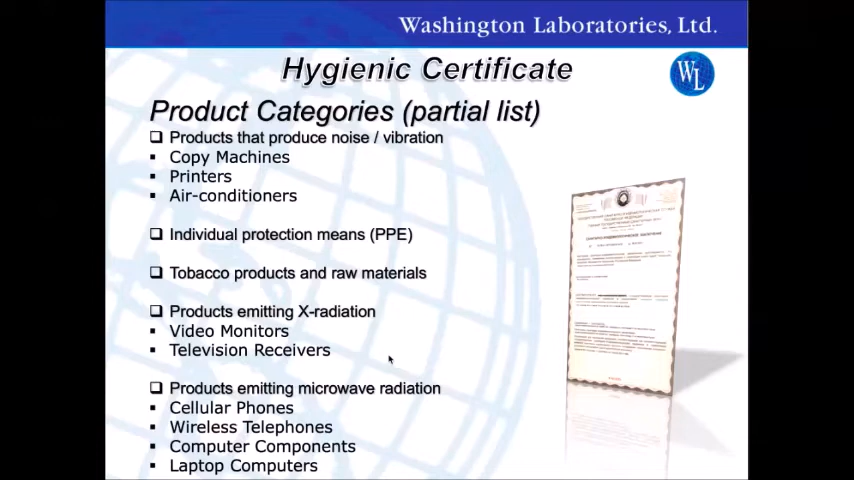 Washington Laboratories, Ltd.
Hygienic Certificate
WL
Product Categories (partial list)
❑ Products that produce noise / vibration
▪ Copy Machines
▪ Printers
▪ Air-conditioners
❑ Individual protection means (PPE)
❑ Tobacco products and raw materials
❑ Products emitting X-radiation
▪ Video Monitors
▪ Television Receivers
❑ Products emitting microwave radiation
▪ Cellular Phones
▪ Wireless Telephones
▪ Computer Components
▪ Laptop Computers